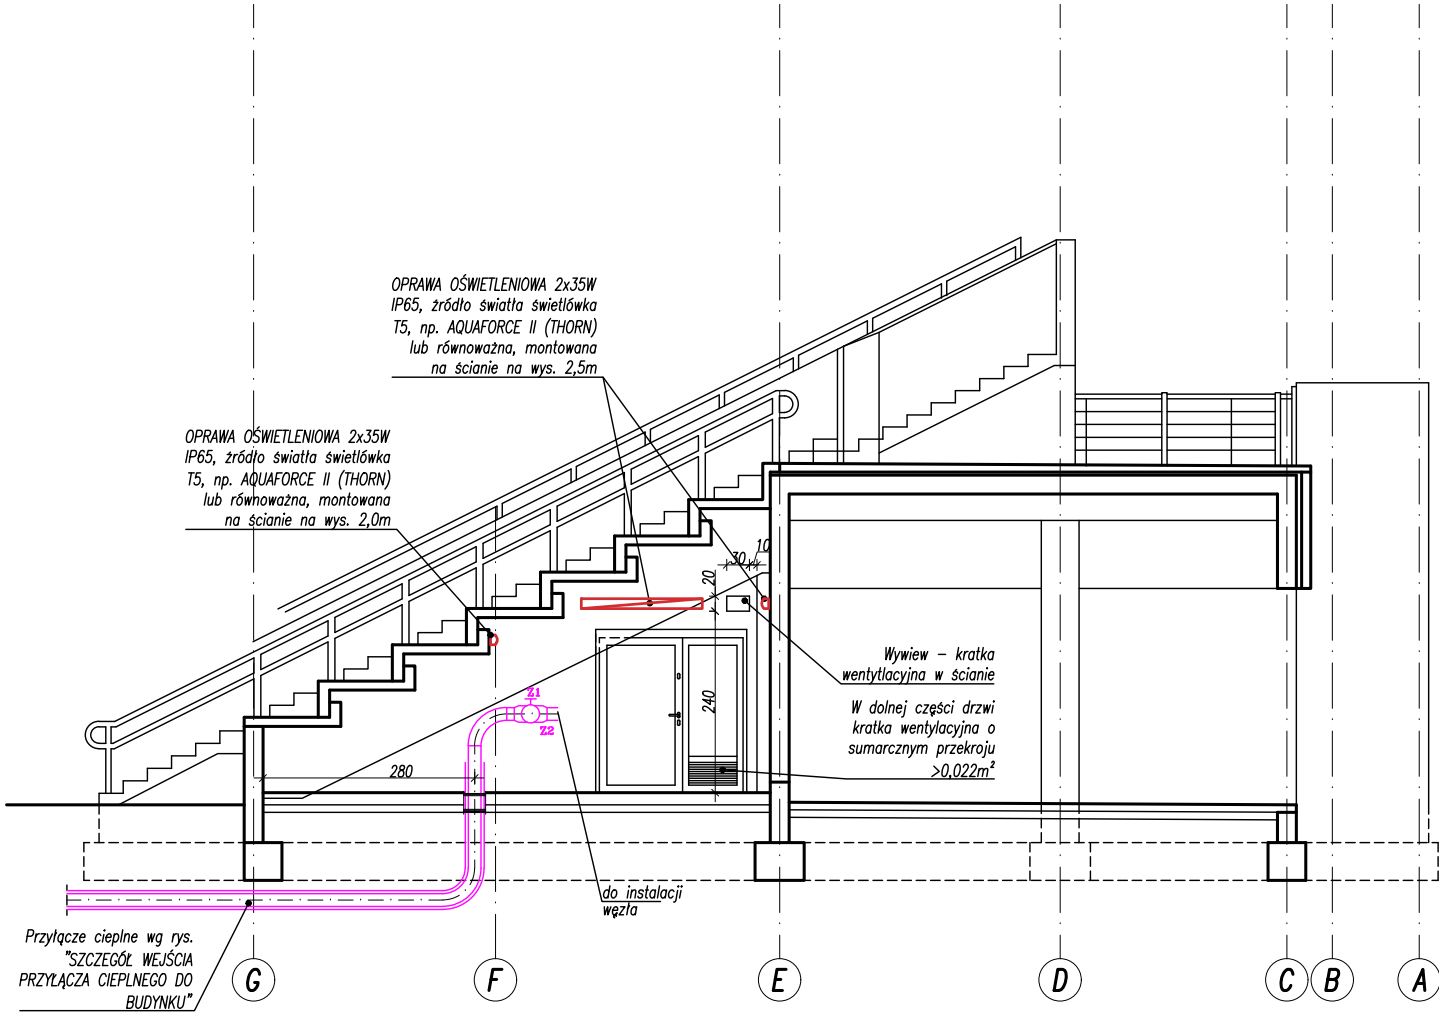 OPRAWA OŚWIETLENIOWA 2x35W
IP65, źródło światła świetlówka
T5, np. AQUAFORCE II (THORN)
lub równoważna, montowana
na ścianie na wys. 2,5m
OPRAWA OŚWIETLENIOWA 2x35W
IP65, źródło światła świetlówka
T5, np. AQUAFORCE II (THORN)
lub równoważna, montowana
na ścianie na wys. 2,0m
10
30
20
240
Wywiew – kratka
wentytlacyjna w ścianie
W dolnej części drzwi
kratka wentylacyjna o
sumarcznym przekroju
>0,022m²
Z1
Z2
280
do instalacji
węzła
Przyłącze cieplne wg rys.
"SZCZEGÓŁ WEJŚCIA
PRZYŁĄCZA CIEPLNEGO DO
BUDYNKU"
G F E D C B A